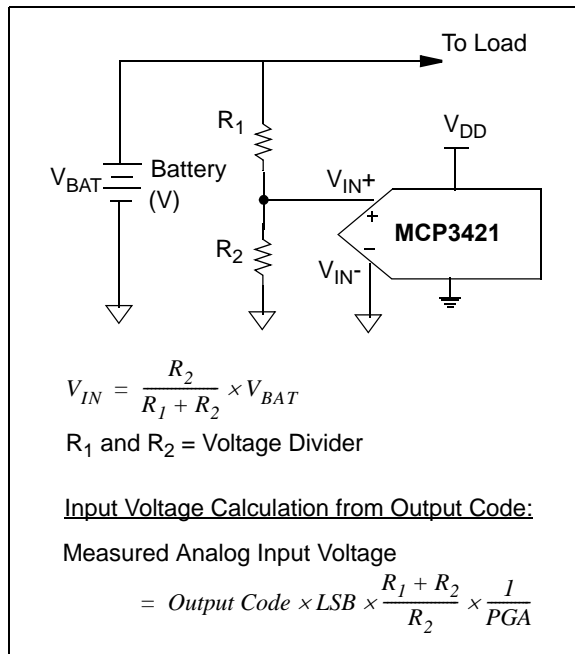 To Load
R1
VDD
VBAT
Battery
(V)
VIN+
+
MCP3421
R2
–
VIN-
VIN = R2 / (R1 + R2) × VBAT
R1 and R2 = Voltage Divider
Input Voltage Calculation from Output Code:
Measured Analog Input Voltage
= Output Code × LSB × (R1 + R2) / R2 × 1 / PGA